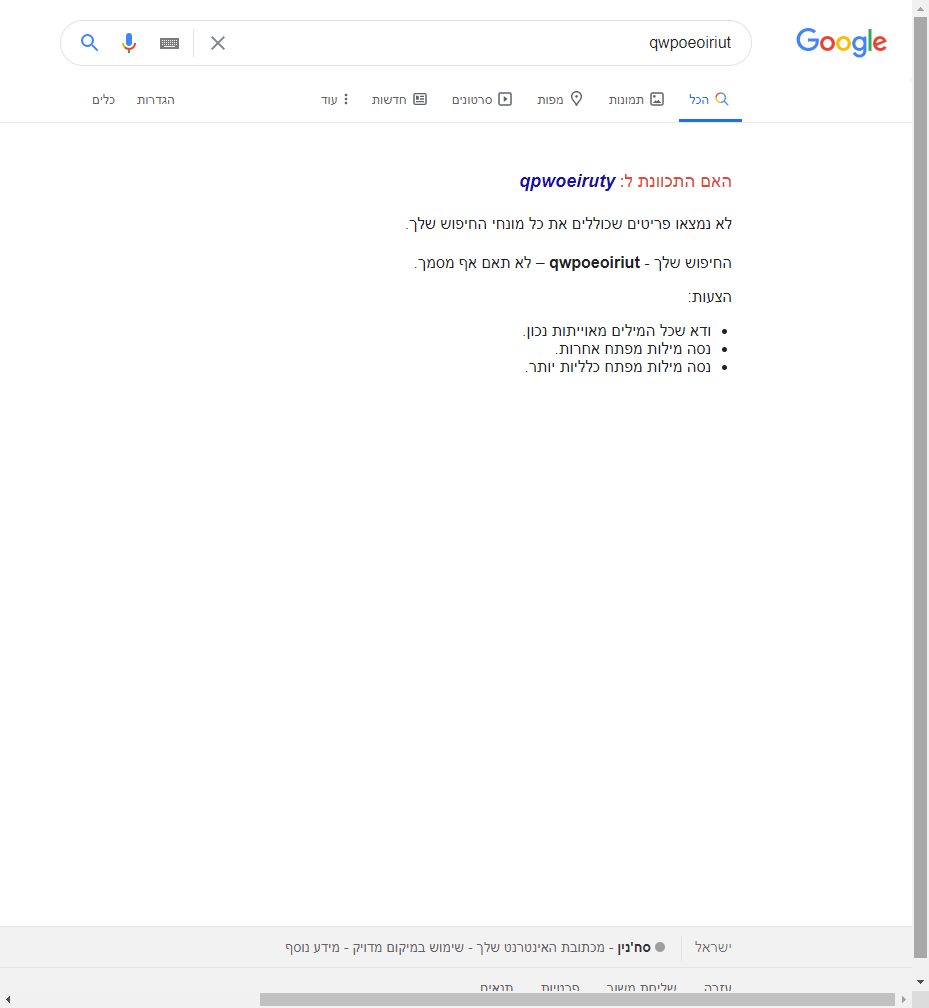 Google
qwpoeoiriut
הכל תמונות מפות סרטונים חדשות עוד הגדרות כלים
האם התכוונת ל: qpwoeiruty
לא נמצאו פריטים שכוללים את כל מונחי החיפוש שלך.
החיפוש שלך - qwpoeoiriut – לא תאם אף מסמך.
הצעות:
ודא שכל המילים מאוייתות נכון.
נסה מילות מפתח אחרות.
נסה מילות מפתח כלליות יותר.
ישראל סח'נין - מכתובת האינטרנט שלך - שימוש במיקום מדויק - מידע נוסף
עזרה שליחת משוב פרטיות תנאים